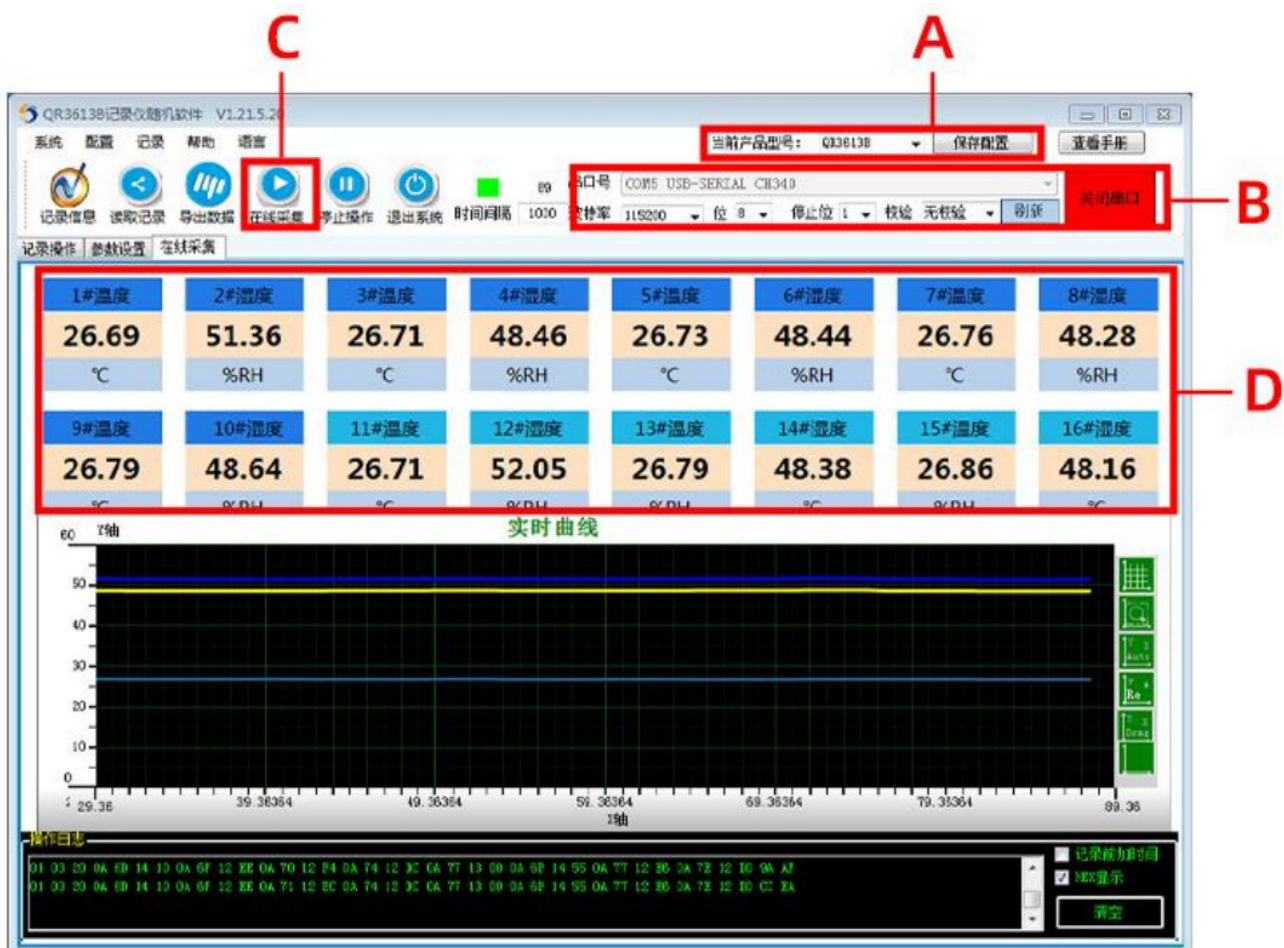 C
A
QR3613B记录仪随机软件 V1.21.5.20
系统 配置 记录 帮助 语言
当前产品型号： QR3613B 保存配置 查看手册
89 串口号 COM5 USB-SERIAL CH340 关闭串口
记录信息 读取记录 导出数据 在线采集 停止操作 退出系统 时间间隔 1000 波特率 115200 位 8 停止位 1 校验 无校验 刷新
B
记录操作 参数设置 在线采集
1#温度 2#湿度 3#温度 4#湿度 5#温度 6#湿度 7#温度 8#湿度
26.69 51.36 26.71 48.46 26.73 48.44 26.76 48.28
℃ %RH ℃ %RH ℃ %RH ℃ %RH
D
9#温度 10#湿度 11#温度 12#湿度 13#温度 14#湿度 15#温度 16#湿度
26.79 48.64 26.71 52.05 26.79 48.38 26.86 48.16
℃ %RH ℃ %RH %RH ℃ %RH ℃
实时曲线
60 Y轴
50
40
30
20
10
0
29.36 39.36364 49.36364 59.36364 69.36364 79.36364 89.36
X轴
Auto
Re
Drag
操作日志
记录前加时间
HEX显示
清空